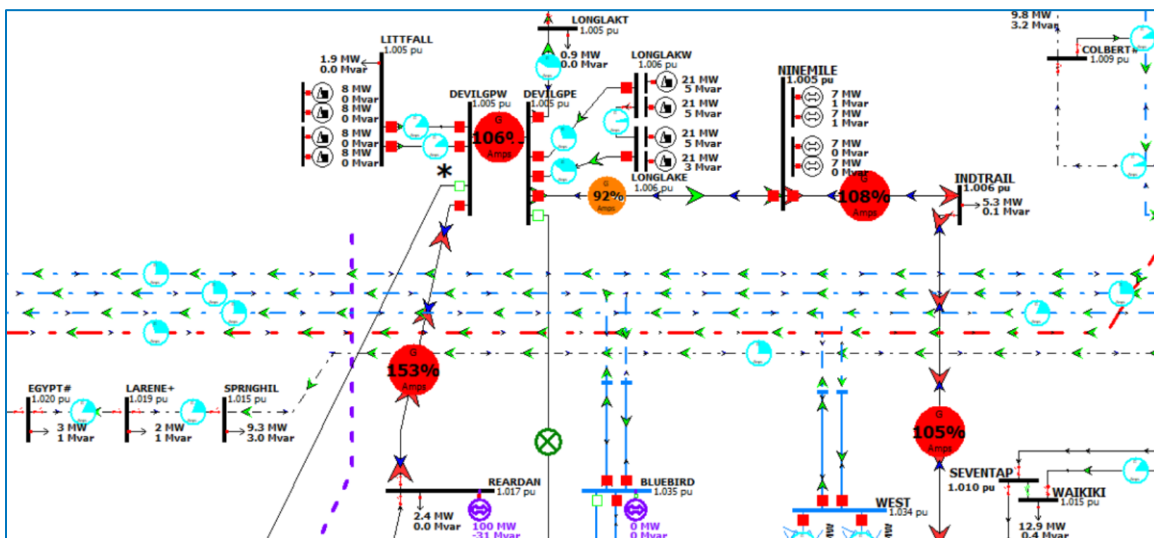 LONGLAKT
1.005 pu
0.9 MW
0.0 Mvar
LITTFALL
1.005 pu
1.9 MW
0.0 Mvar
8 MW
0 Mvar
8 MW
0 Mvar
8 MW
0 Mvar
8 MW
0 Mvar
DEVILGPW
1.005 pu
G
106%
Amps
DEVILGPE
1.005 pu
LONGLAKW
1.006 pu
21 MW
5 Mvar
21 MW
5 Mvar
21 MW
5 Mvar
21 MW
3 Mvar
LONGLAKE
1.006 pu
92%
Amps
NINEMILE
1.005 pu
7 MW
1 Mvar
7 MW
1 Mvar
7 MW
0 Mvar
7 MW
0 Mvar
G
108%
Amps
INDTRAIL
1.006 pu
5.3 MW
0.1 Mvar
9.8 MW
3.2 Mvar
COLBERT#
1.009 pu
*
G
153%
Amps
EGYPT#
1.020 pu
3 MW
1 Mvar
LARENE+
1.019 pu
2 MW
1 Mvar
SPRNGHIL
1.015 pu
9.3 MW
3.0 Mvar
REARDAN
1.017 pu
2.4 MW
0.0 Mvar
100 MW
-31 Mvar
BLUEBIRD
1.035 pu
0 MW
0 Mvar
WEST
1.034 pu
G
105%
Amps
SEVENTAP
1.010 pu
WAIKIKI
1.015 pu
12.9 MW
0.4 Mvar